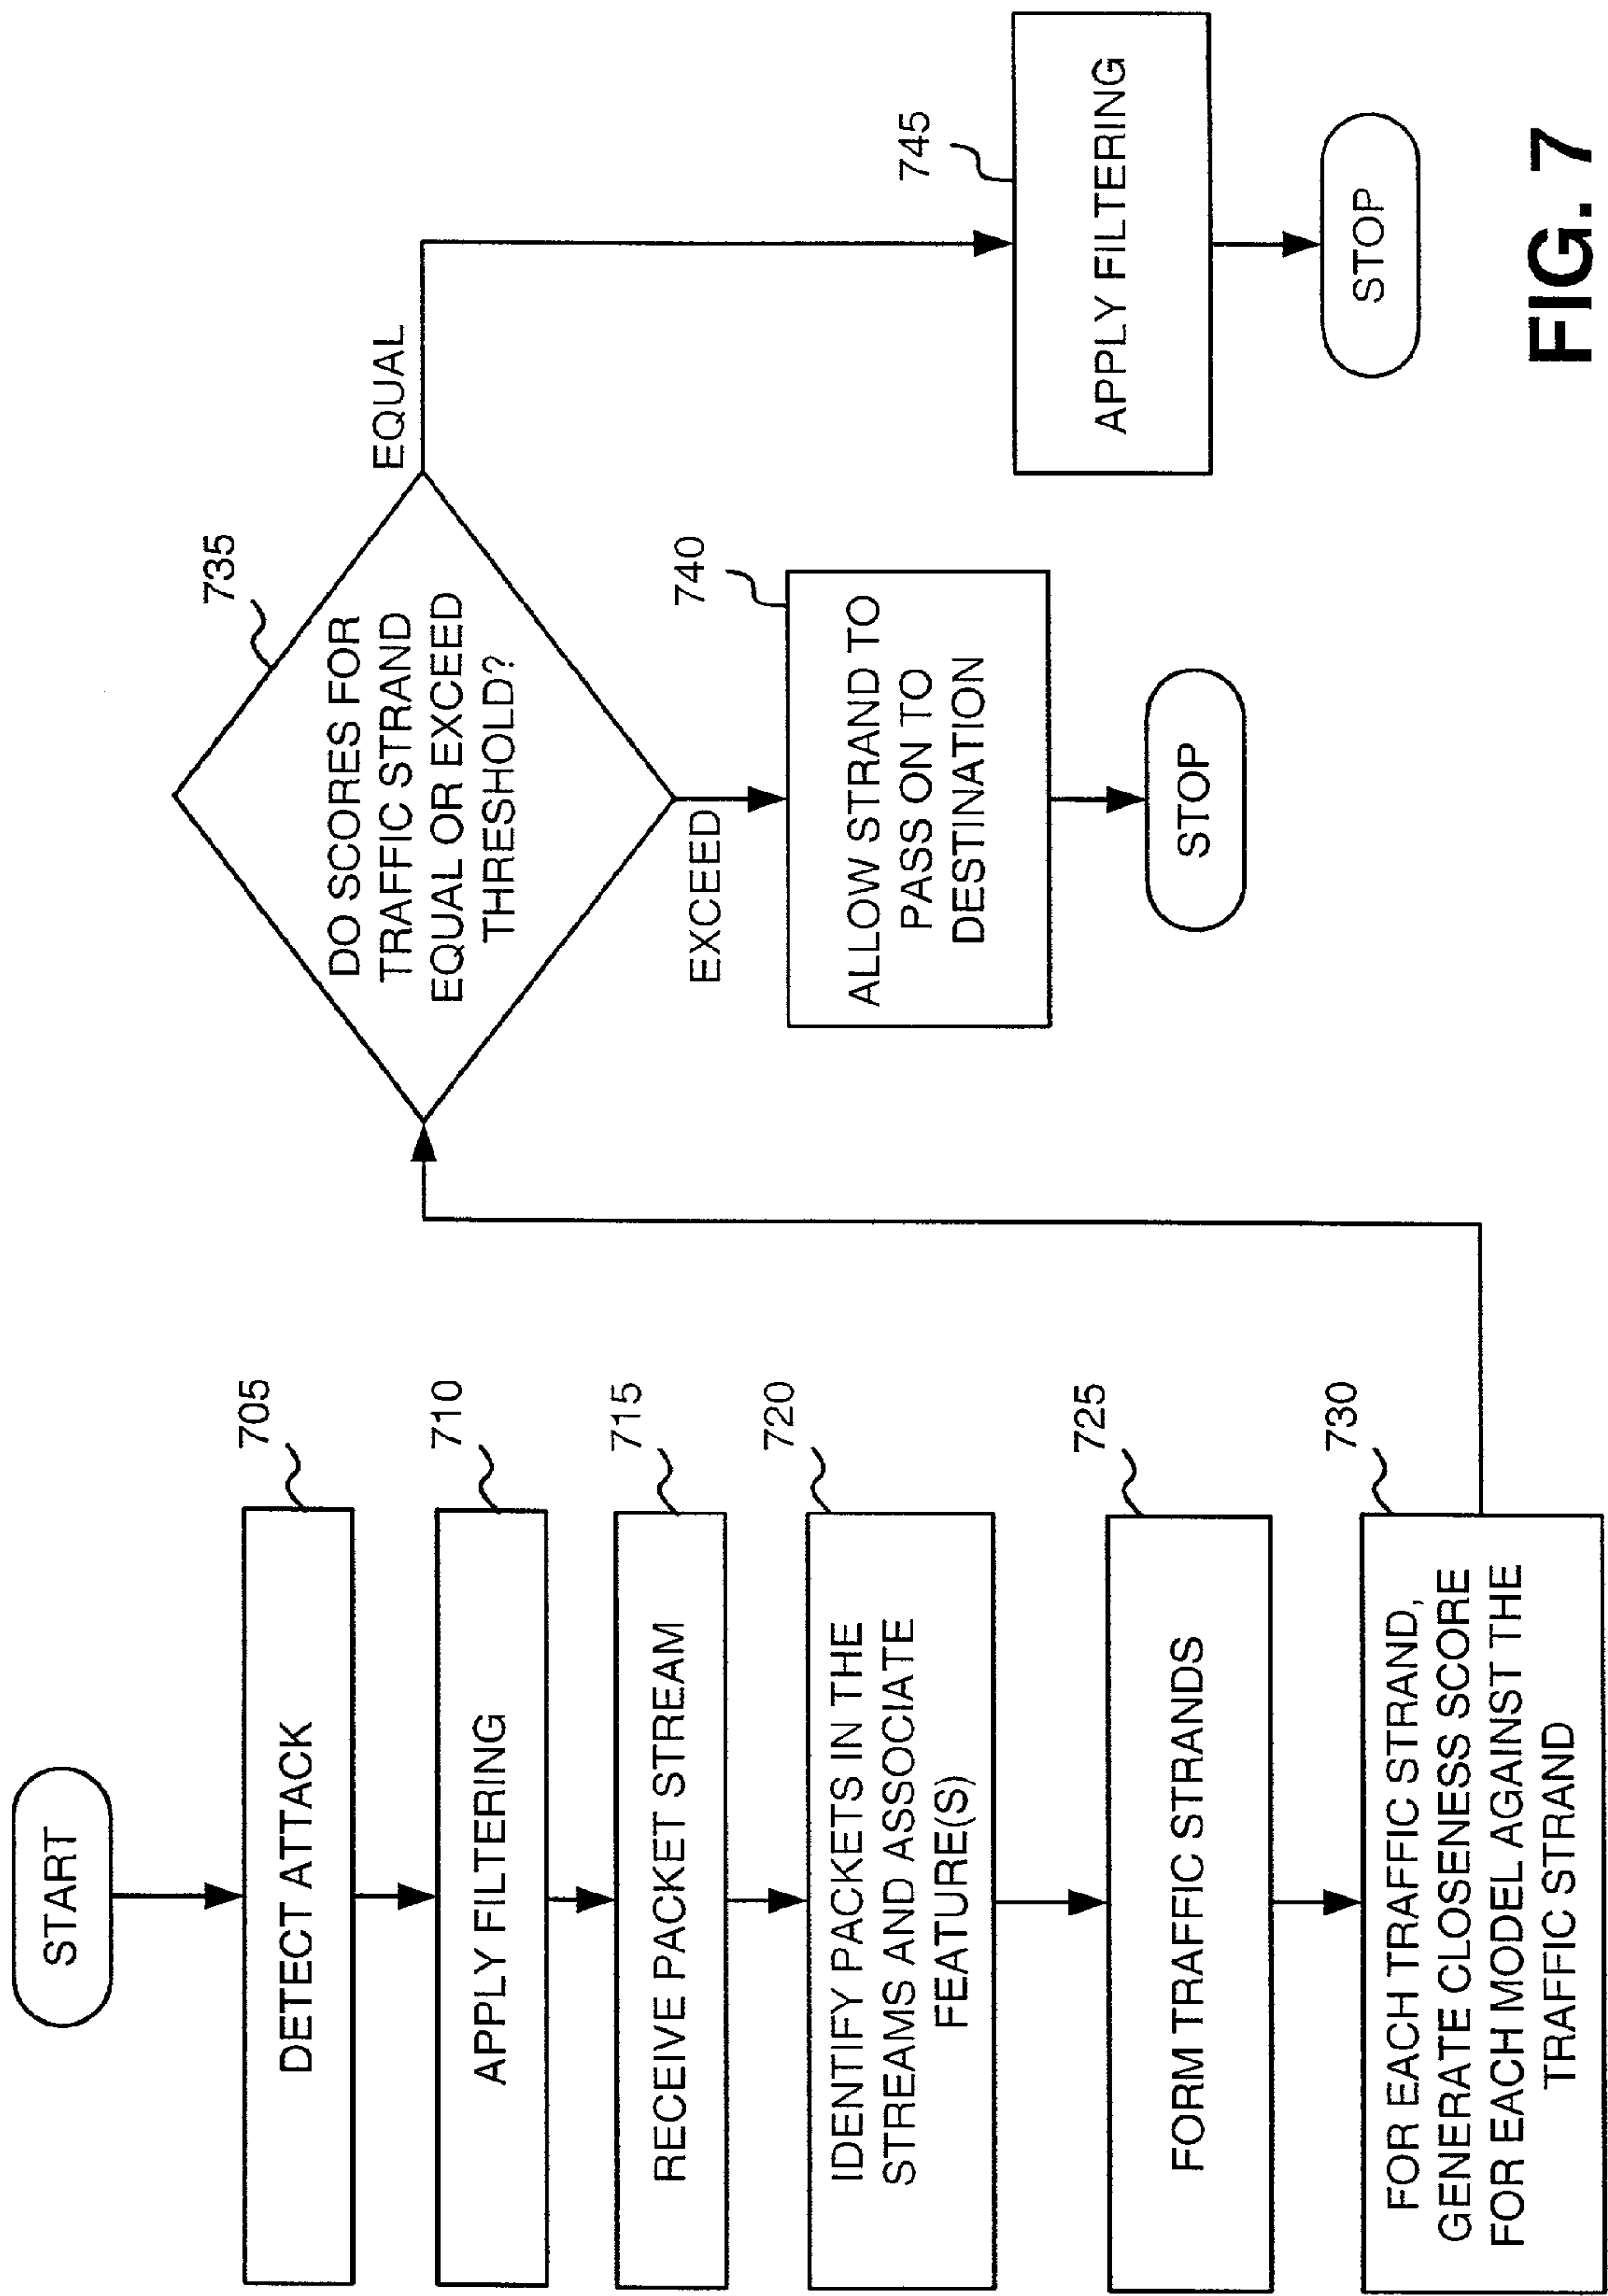 START
705
DETECT ATTACK
710
APPLY FILTERING
715
RECEIVE PACKET STREAM
720
IDENTIFY PACKETS IN THE
STREAMS AND ASSOCIATE
FEATURE(S)
725
FORM TRAFFIC STRANDS
730
FOR EACH TRAFFIC STRAND,
GENERATE CLOSENESS SCORE
FOR EACH MODEL AGAINST THE
TRAFFIC STRAND
735
DO SCORES FOR
TRAFFIC STRAND
EQUAL OR EXCEED
THRESHOLD?
EQUAL
EXCEED
740
ALLOW STRAND TO
PASS ON TO
DESTINATION
STOP
745
APPLY FILTERING
STOP
FIG. 7